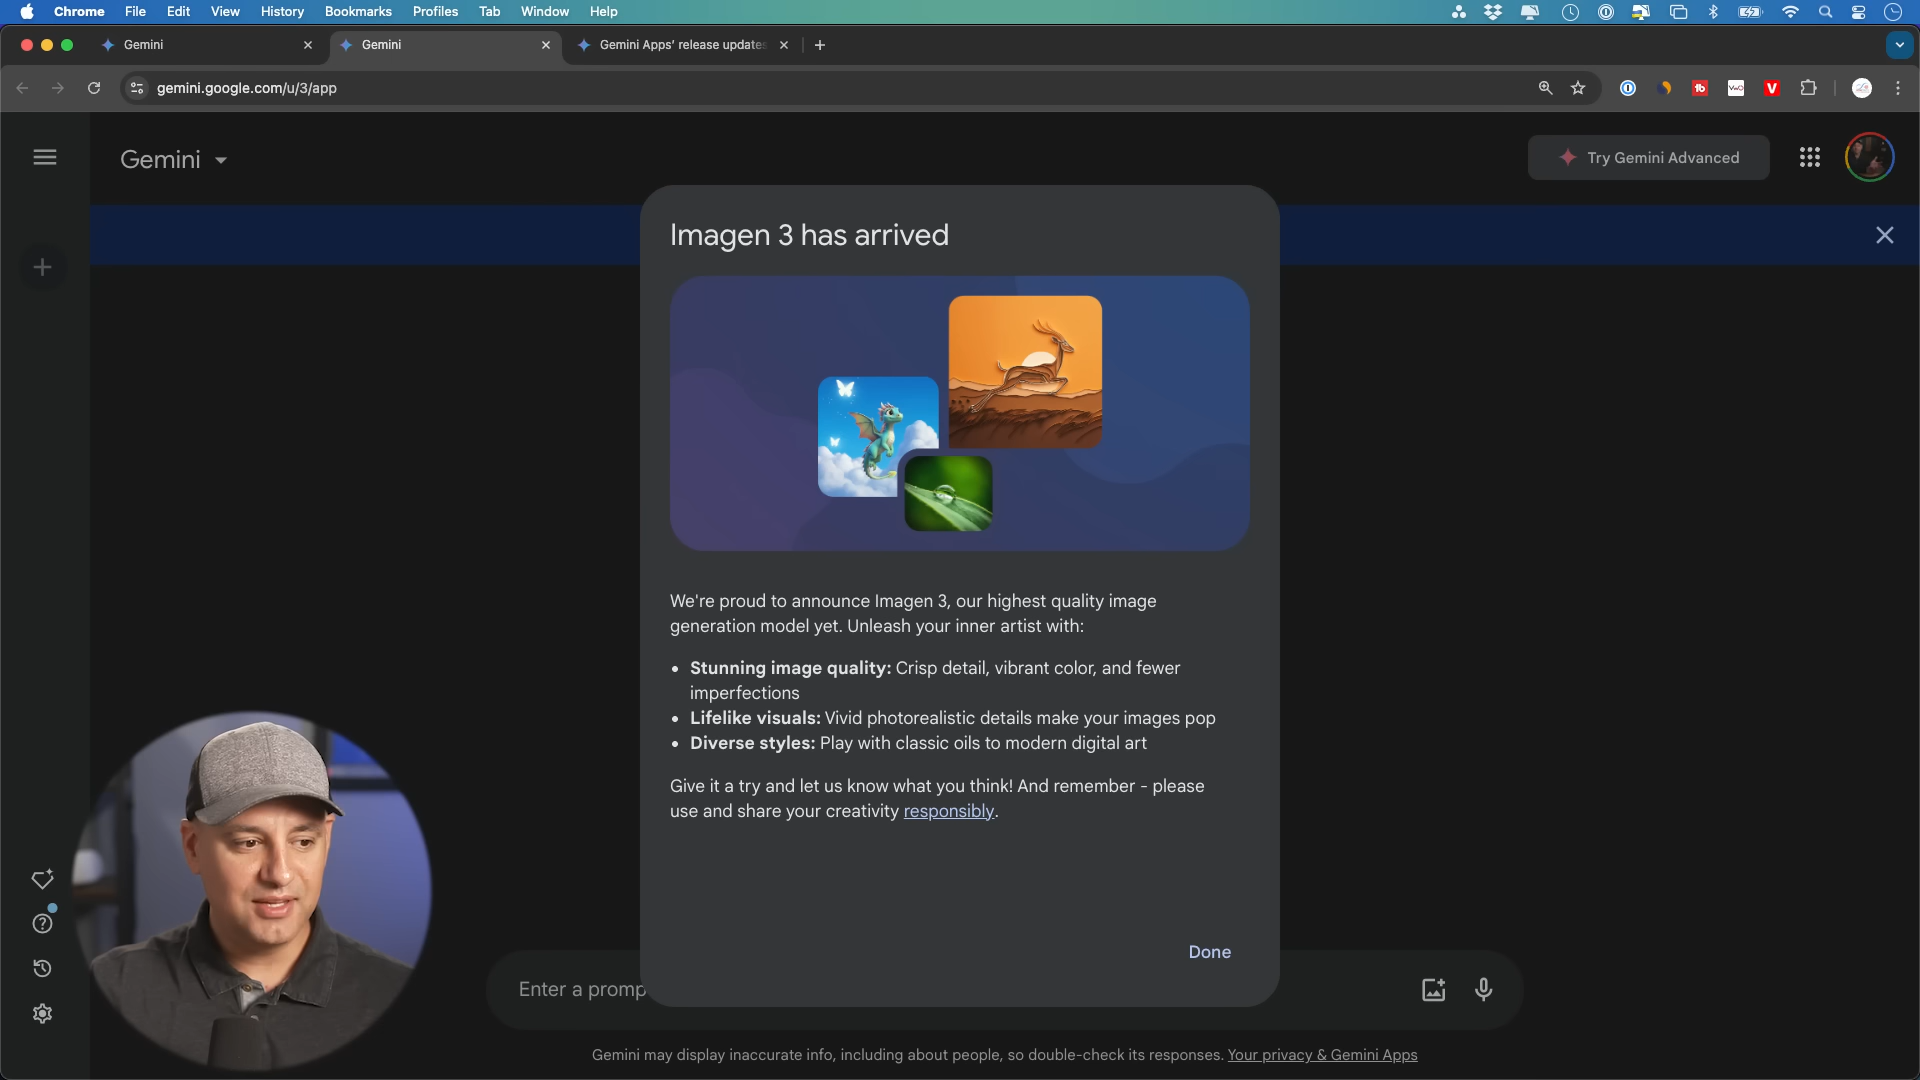 Chrome File Edit View History Bookmarks Profiles Tab Window Help
Gemini
Gemini
Gemini Apps' release updates
gemini.google.com/u/3/app
Gemini
Try Gemini Advanced
Imagen 3 has arrived
We're proud to announce Imagen 3, our highest quality image
generation model yet. Unleash your inner artist with:
• Stunning image quality: Crisp detail, vibrant color, and fewer
imperfections
• Lifelike visuals: Vivid photorealistic details make your images pop
• Diverse styles: Play with classic oils to modern digital art
Give it a try and let us know what you think! And remember - please
use and share your creativity responsibly.
Done
Enter a promp
Gemini may display inaccurate info, including about people, so double-check its responses. Your privacy & Gemini Apps